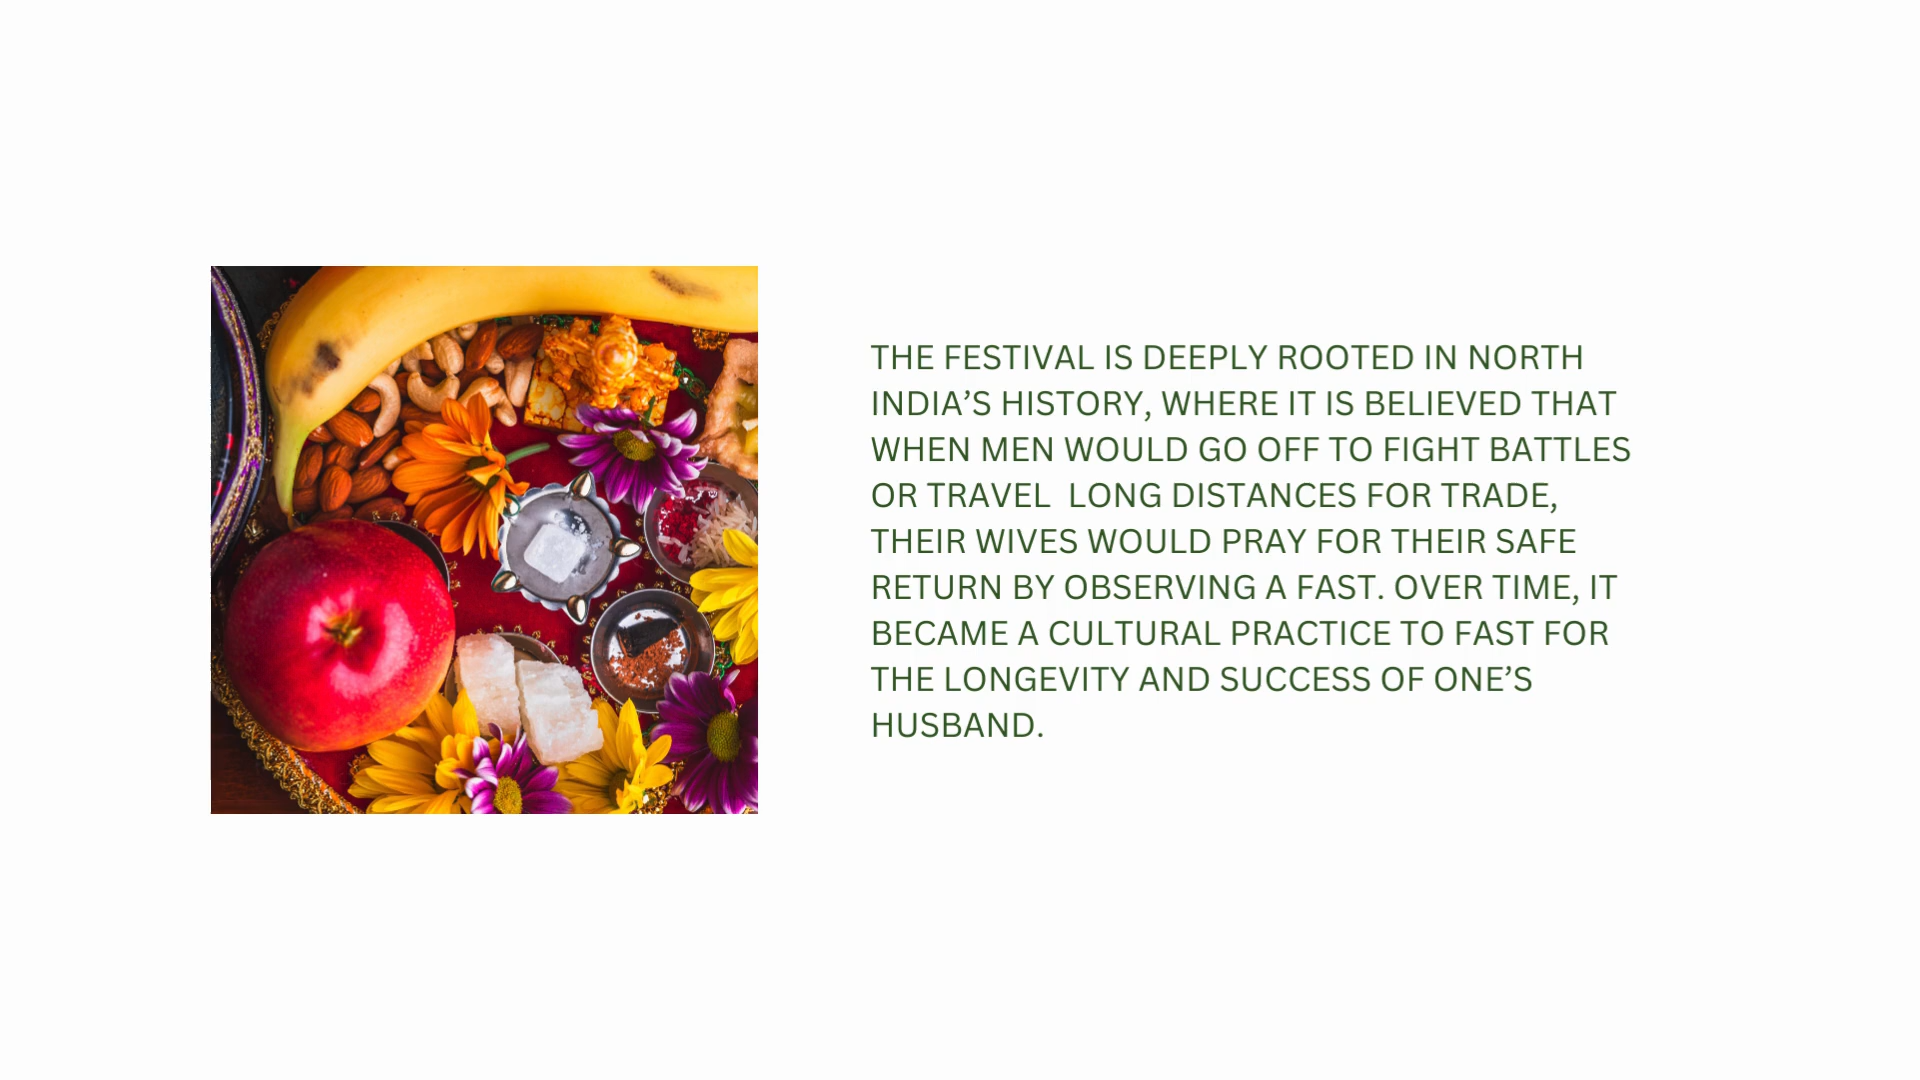 THE FESTIVAL IS DEEPLY ROOTED IN NORTH
INDIA’S HISTORY, WHERE IT IS BELIEVED THAT
WHEN MEN WOULD GO OFF TO FIGHT BATTLES
OR TRAVEL  LONG DISTANCES FOR TRADE,
THEIR WIVES WOULD PRAY FOR THEIR SAFE
RETURN BY OBSERVING A FAST. OVER TIME, IT
BECAME A CULTURAL PRACTICE TO FAST FOR
THE LONGEVITY AND SUCCESS OF ONE’S
HUSBAND.